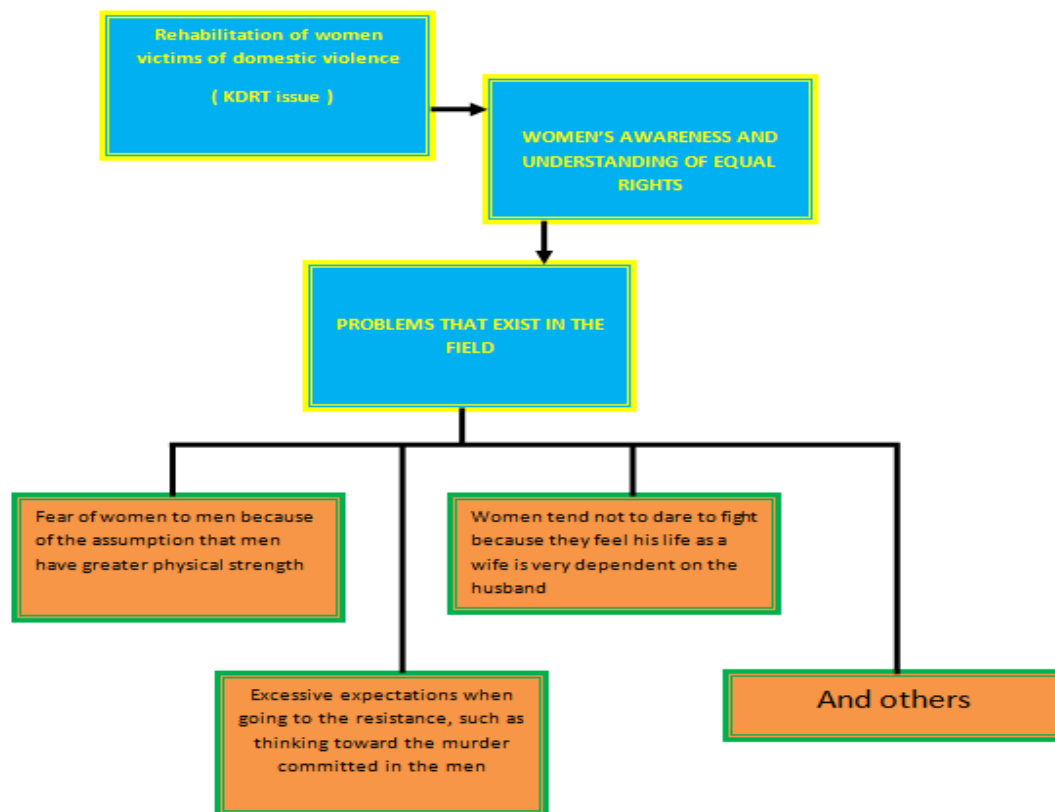 Rehabilitation of women
victims of domestic violence
( KDRT issue )
WOMEN'S AWARENESS AND
UNDERSTANDING OF EQUAL
RIGHTS
PROBLEMS THAT EXIST IN THE
FIELD
Fear of women to men because
of the assumption that men
have greater physical strength
Women tend not to dare to fight
because they feel his life as a
wife is very dependent on the
husband
Excessive expectations when
going to the resistance, such as
thinking toward the murder
committed in the men
And others